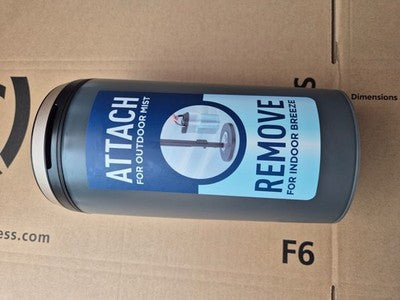 ATTACH
FOR OUTDOOR MIST
REMOVE
FOR INDOOR BREEZE
Dimensions
S
ess.com
F6